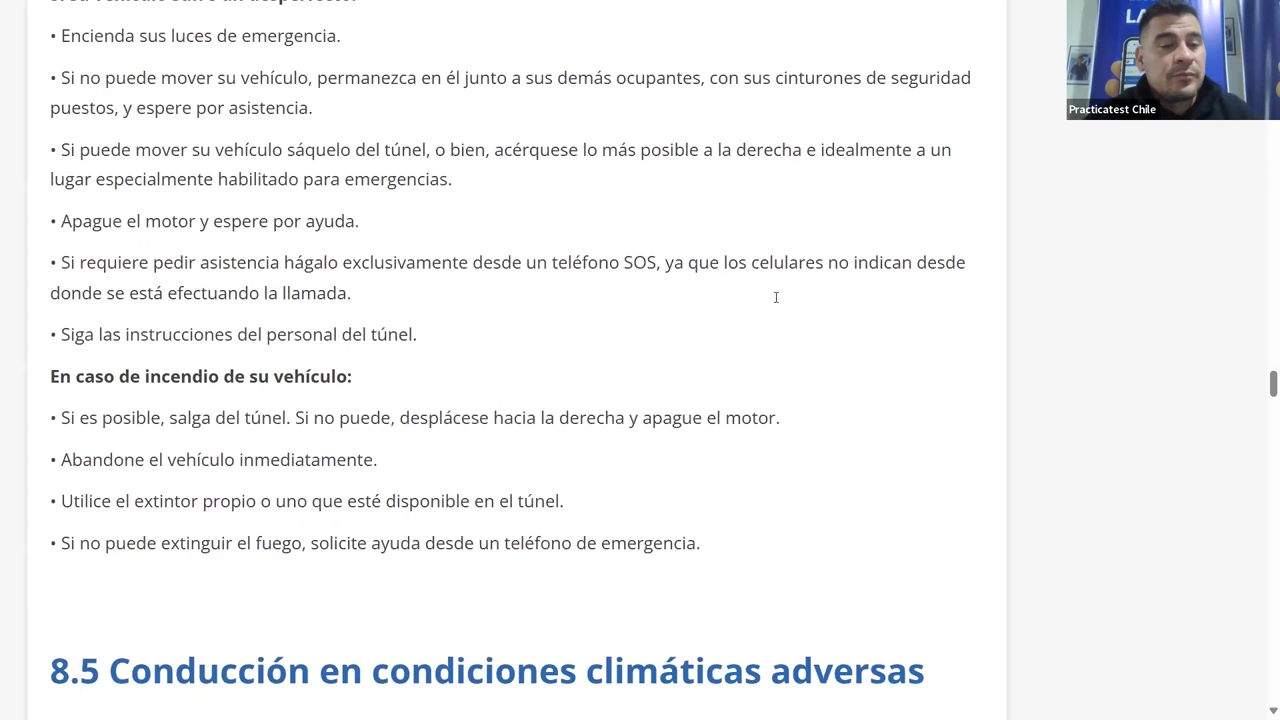 • Encienda sus luces de emergencia.
• Si no puede mover su vehículo, permanezca en él junto a sus demás ocupantes, con sus cinturones de seguridad
puestos, y espere por asistencia.
• Si puede mover su vehículo sáquelo del túnel, o bien, acérquese lo más posible a la derecha e idealmente a un
lugar especialmente habilitado para emergencias.
• Apague el motor y espere por ayuda.
• Si requiere pedir asistencia hágalo exclusivamente desde un teléfono SOS, ya que los celulares no indican desde
donde se está efectuando la llamada.
• Siga las instrucciones del personal del túnel.
En caso de incendio de su vehículo:
• Si es posible, salga del túnel. Si no puede, desplácese hacia la derecha y apague el motor.
• Abandone el vehículo inmediatamente.
• Utilice el extintor propio o uno que esté disponible en el túnel.
• Si no puede extinguir el fuego, solicite ayuda desde un teléfono de emergencia.
8.5 Conducción en condiciones climáticas adversas
LA
Practicatest Chile